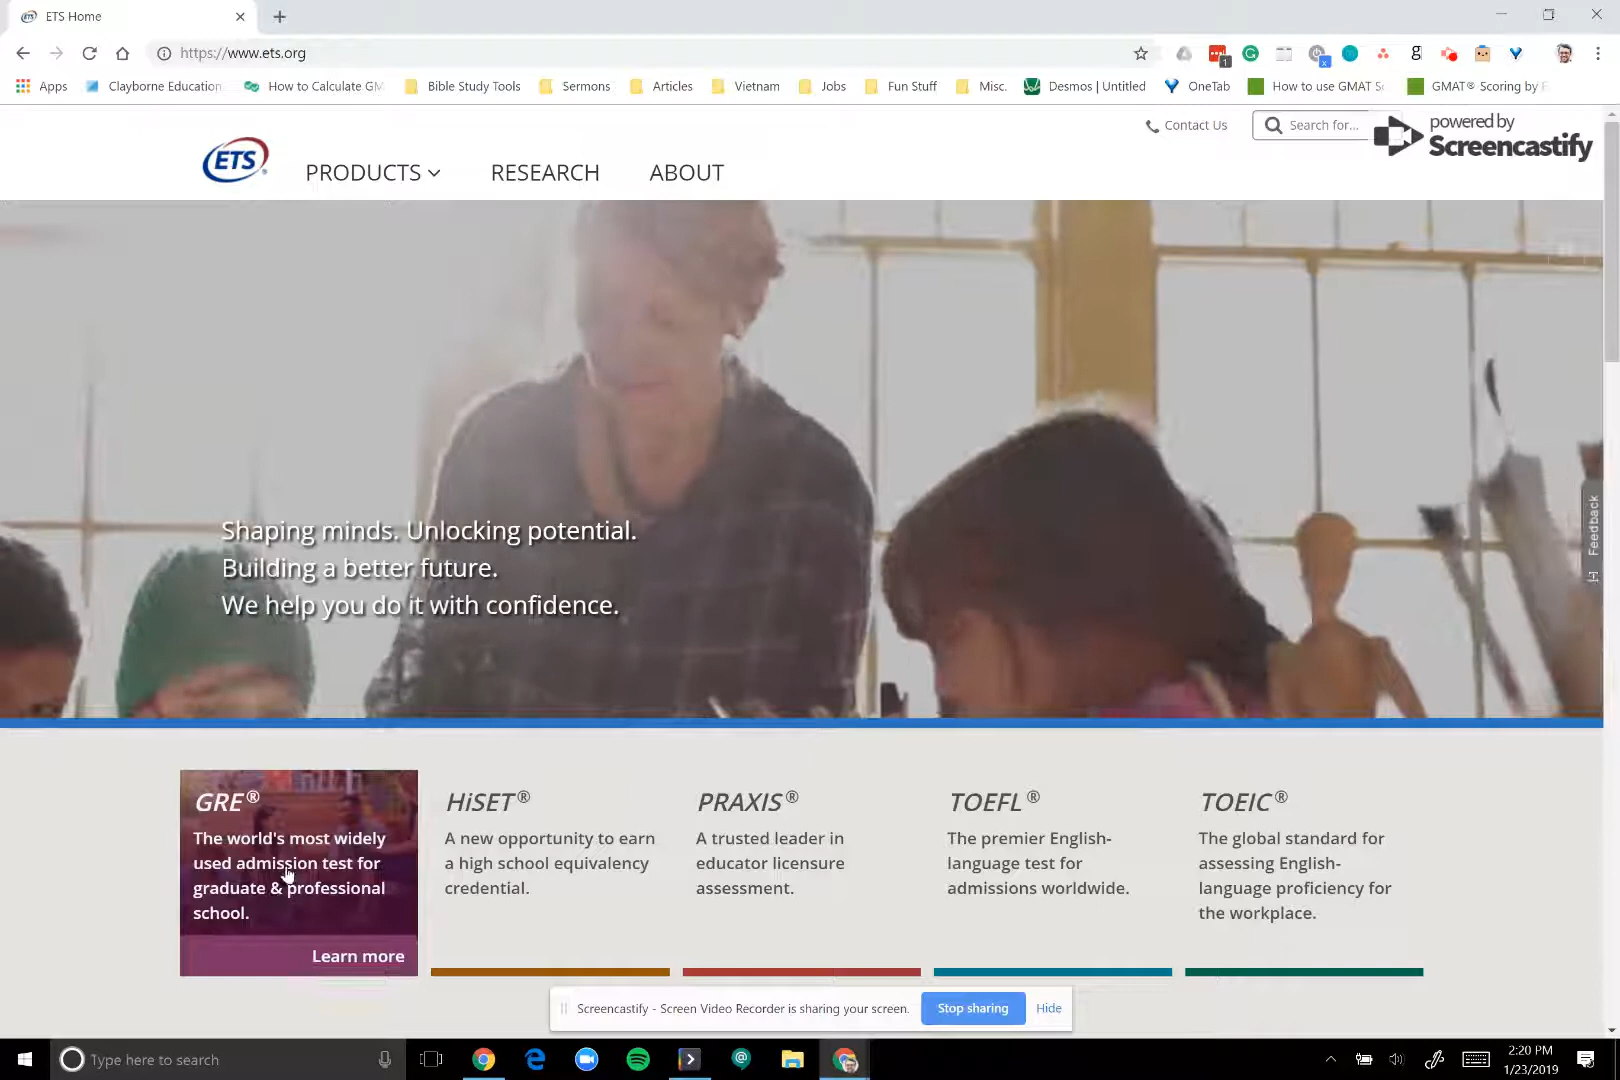 ETS Home
https://www.ets.org
1
x
g
Apps
Clayborne Education
How to Calculate GM
Bible Study Tools
Sermons
Articles
Vietnam
Jobs
Fun Stuff
Misc.
Desmos | Untitled
OneTab
How to use GMAT Sc
GMAT® Scoring by E
Contact Us
Search for...
powered by
Screencastify
ETS
PRODUCTS
RESEARCH
ABOUT
Shaping minds. Unlocking potential.
Building a better future.
We help you do it with confidence.
[+] Feedback
GRE®
The world's most widely
used admission test for
graduate & professional
school.
Learn more
HiSET®
A new opportunity to earn
a high school equivalency
credential.
PRAXIS®
A trusted leader in
educator licensure
assessment.
TOEFL®
The premier English-
language test for
admissions worldwide.
TOEIC®
The global standard for
assessing English-
language proficiency for
the workplace.
Screencastify - Screen Video Recorder is sharing your screen.
Stop sharing
Hide
Type here to search
2:20 PM
1/23/2019